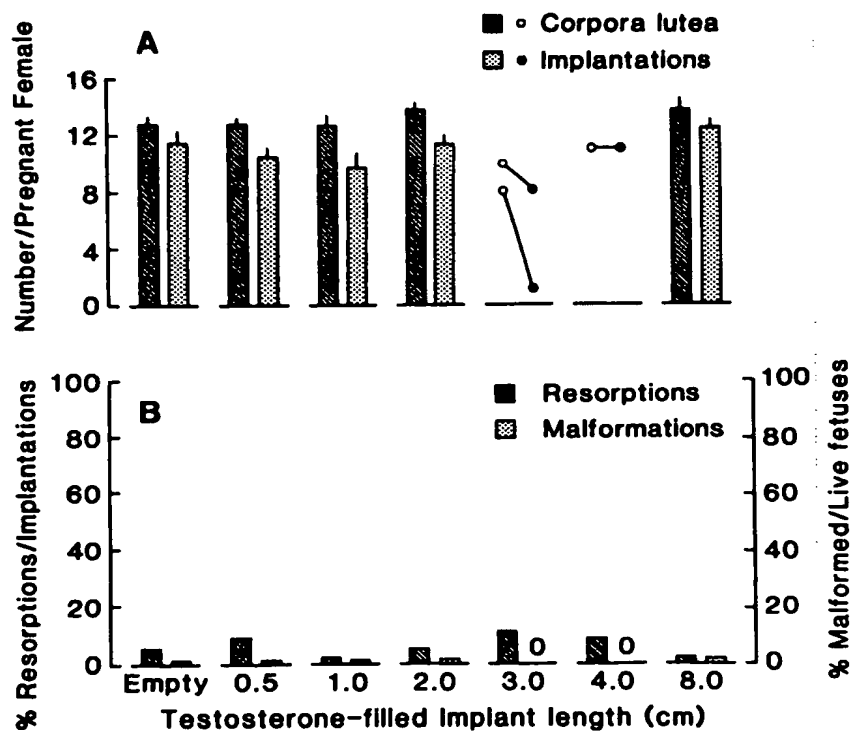 A
Corpora lutea
Implantations
Number/Pregnant Female
16
12
8
4
0
B
Resorptions
Malformations
% Resorptions/Implantations
100
80
60
40
20
0
% Malformed/Live fetuses
100
80
60
40
20
0
0 0
Empty 0.5 1.0 2.0 3.0 4.0 8.0
Testosterone-filled Implant length (cm)